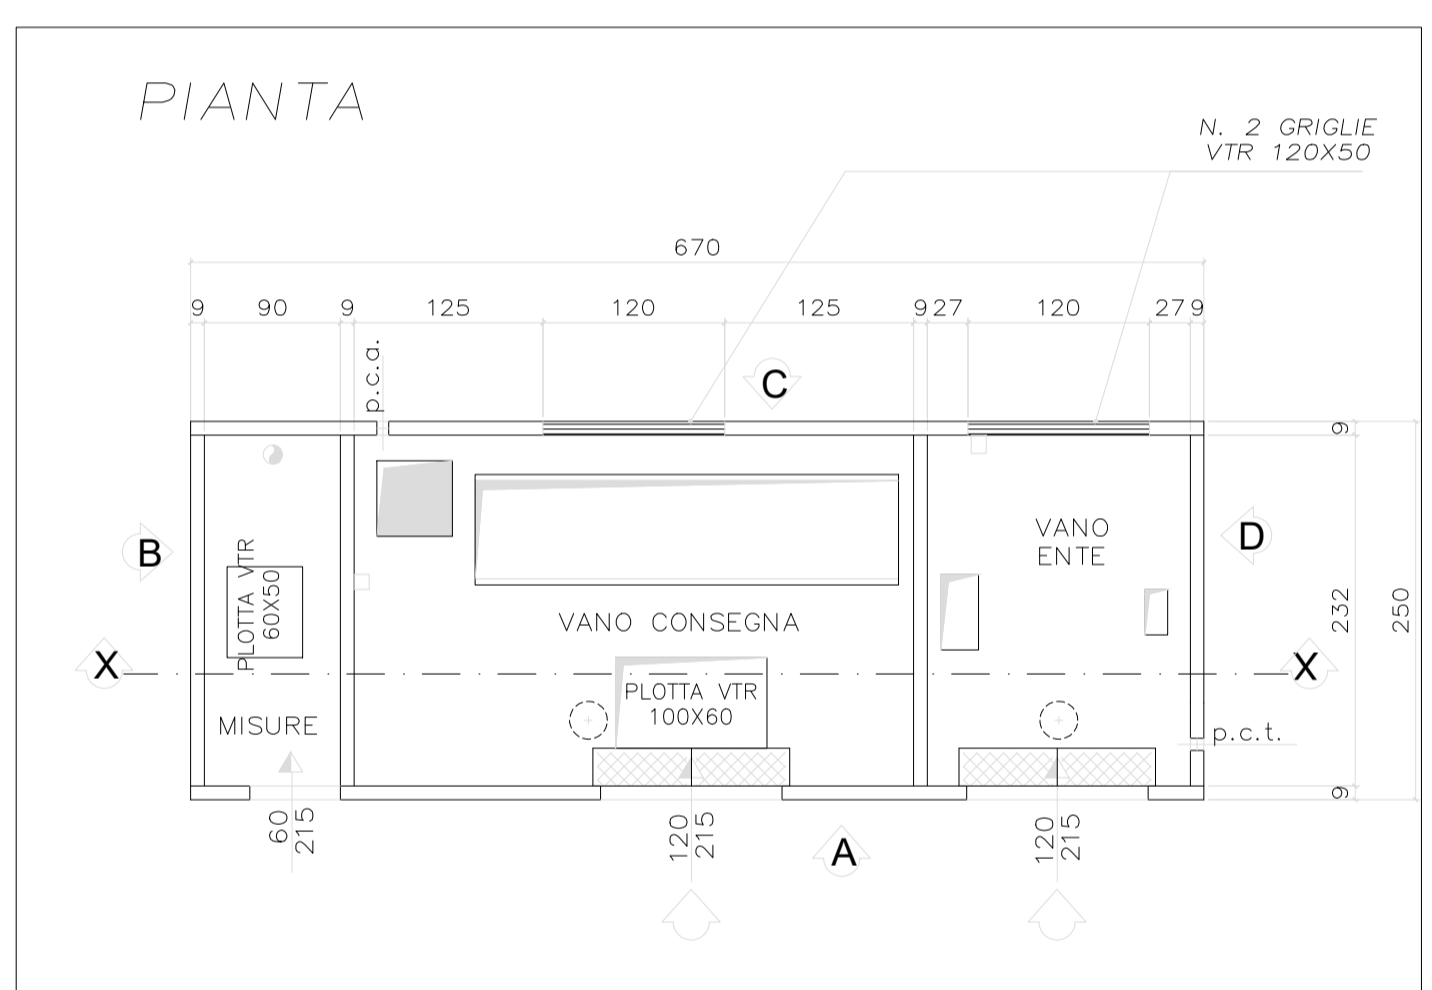 PIANTA
N. 2 GRIGLIE
VTR 120X50
670
9 90 9 125 120 125 9 27 120 27 9
p.c.a.
C
9
B
D
VANO
ENTE
PLOTTA VTR
60X50
VANO CONSEGNA
232
250
X
X
PLOTTA VTR
100X60
MISURE
p.c.t.
9
60
215
120
215
A
120
215